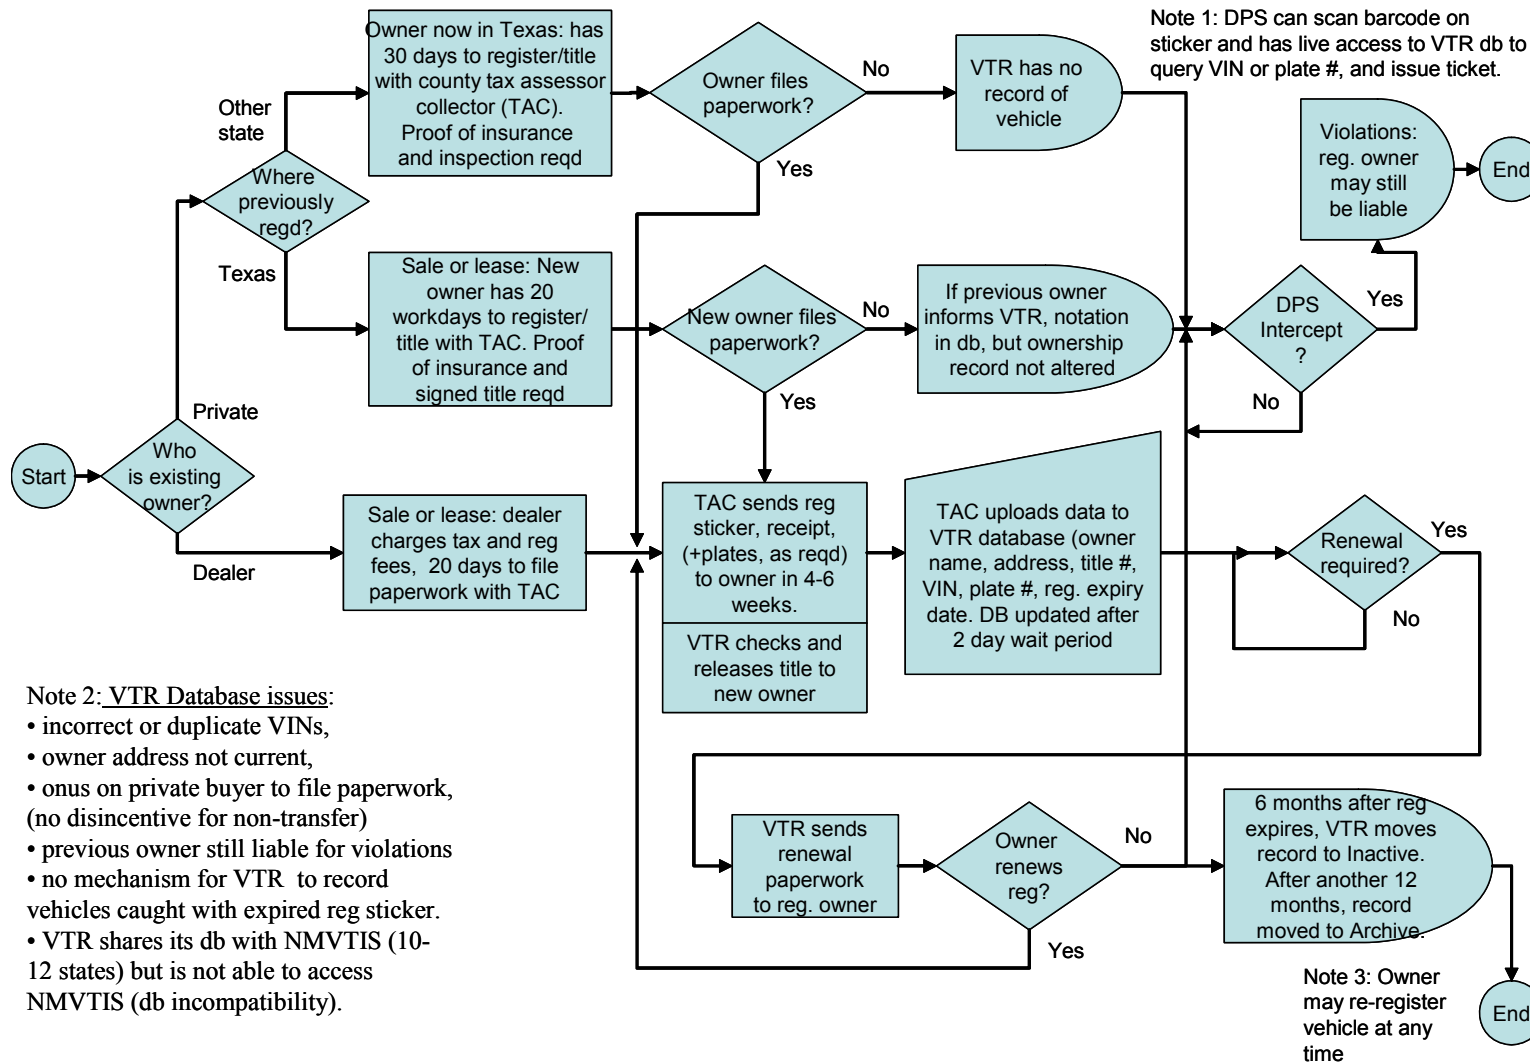 Owner now in Texas: has
30 days to register/title
with county tax assessor
collector (TAC).
Proof of insurance
and inspection reqd
Owner files
paperwork?
No
Yes
VTR has no
record of
vehicle
Note 1: DPS can scan barcode on
sticker and has live access to VTR db to
query VIN or plate #, and issue ticket.
Violations:
reg. owner
may still
be liable
End
Other
state
Where
previously
regd?
Texas
Sale or lease: New
owner has 20
workdays to register/
title with TAC. Proof
of insurance and
signed title reqd
New owner files
paperwork?
No
Yes
If previous owner
informs VTR, notation
in db, but ownership
record not altered
DPS
Intercept
?
Yes
No
Private
Start
Who
is existing
owner?
Dealer
Sale or lease: dealer
charges tax and reg
fees, 20 days to file
paperwork with TAC
TAC sends reg
sticker, receipt,
(+plates, as reqd)
to owner in 4-6
weeks.
VTR checks and
releases title to
new owner
TAC uploads data to
VTR database (owner
name, address, title #,
VIN, plate #, reg. expiry
date. DB updated after
2 day wait period
Renewal
required?
Yes
No
Note 2: VTR Database issues:
• incorrect or duplicate VINs,
• owner address not current,
• onus on private buyer to file paperwork,
(no disincentive for non-transfer)
• previous owner still liable for violations
• no mechanism for VTR to record
vehicles caught with expired reg sticker.
• VTR shares its db with NMVTIS (10-
12 states) but is not able to access
NMVTIS (db incompatibility).
VTR sends
renewal
paperwork
to reg. owner
Owner
renews
reg?
No
Yes
6 months after reg
expires, VTR moves
record to Inactive.
After another 12
months, record
moved to Archive.
Note 3: Owner
may re-register
vehicle at any
time
End